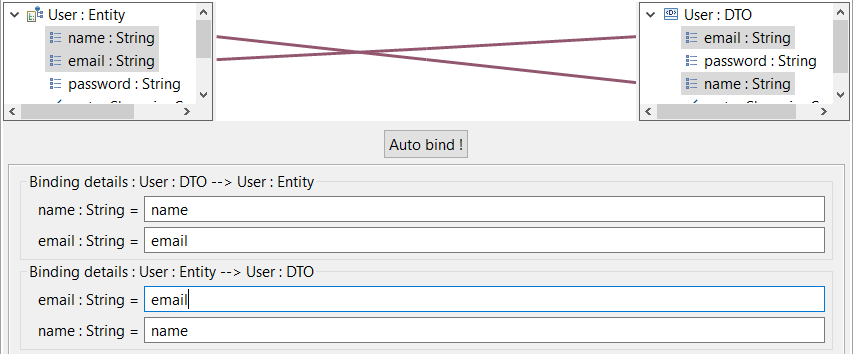 User : Entity
name : String
email : String
password : String
User : DTO
email : String
password : String
name : String
Auto bind !
Binding details : User : DTO --> User : Entity
name : String = name
email : String = email
Binding details : User : Entity --> User : DTO
email : String = email
name : String = name